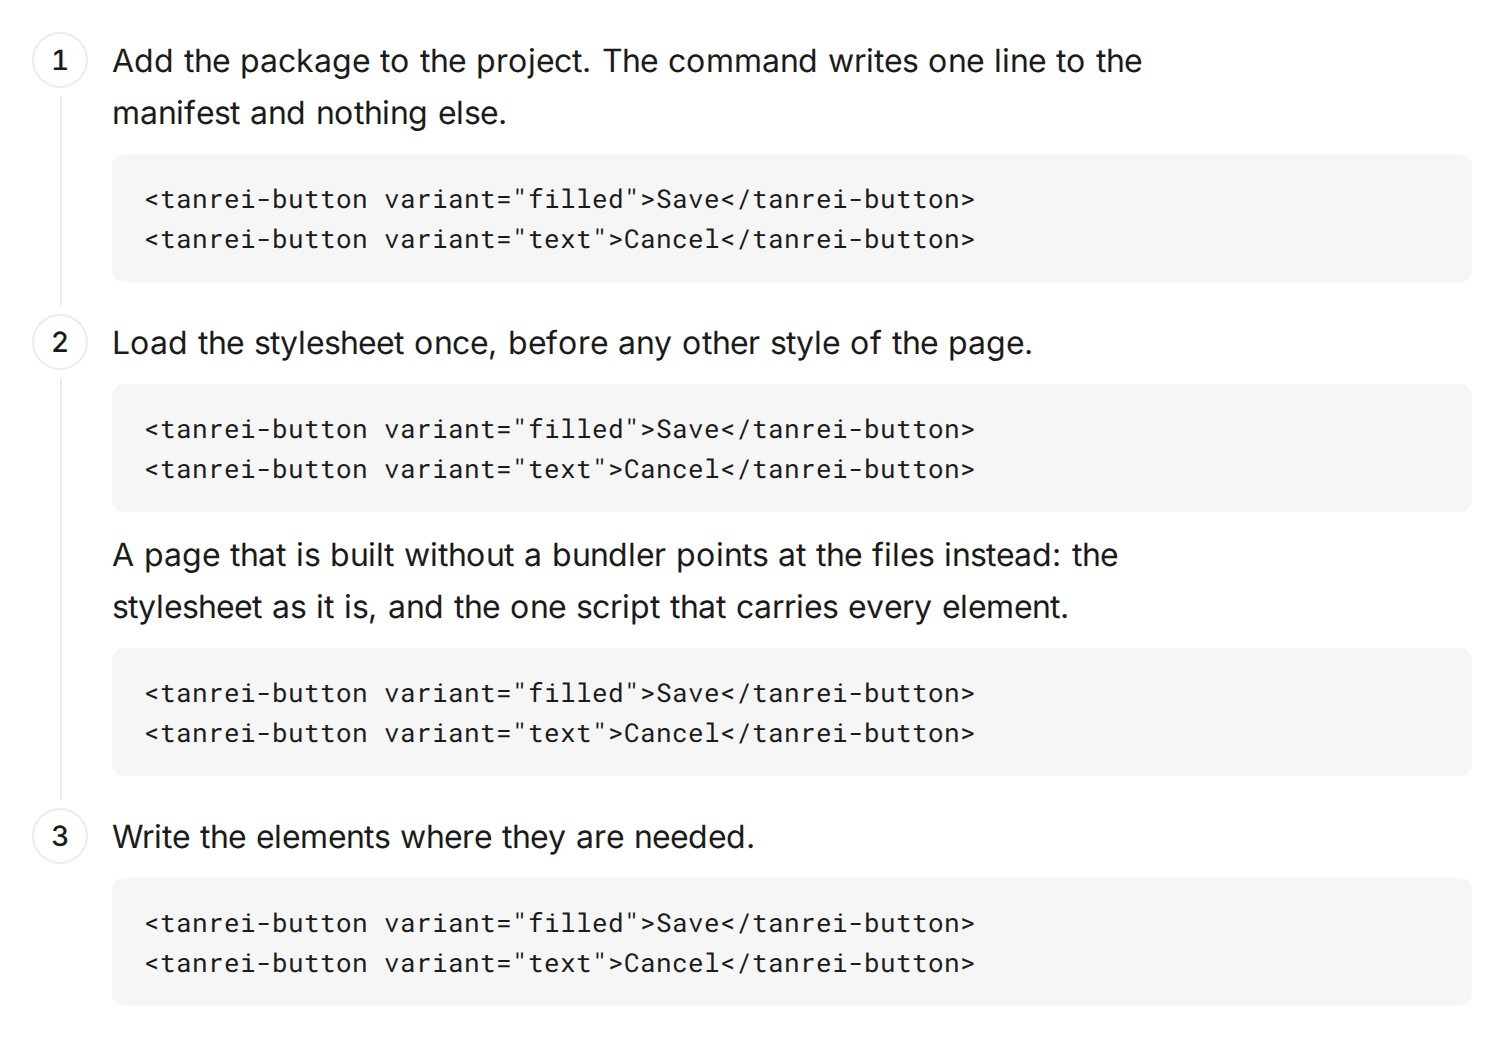 1
Add the package to the project. The command writes one line to the
manifest and nothing else.
<tanrei-button variant="filled">Save</tanrei-button>
<tanrei-button variant="text">Cancel</tanrei-button>
2
Load the stylesheet once, before any other style of the page.
<tanrei-button variant="filled">Save</tanrei-button>
<tanrei-button variant="text">Cancel</tanrei-button>
A page that is built without a bundler points at the files instead: the
stylesheet as it is, and the one script that carries every element.
<tanrei-button variant="filled">Save</tanrei-button>
<tanrei-button variant="text">Cancel</tanrei-button>
3
Write the elements where they are needed.
<tanrei-button variant="filled">Save</tanrei-button>
<tanrei-button variant="text">Cancel</tanrei-button>